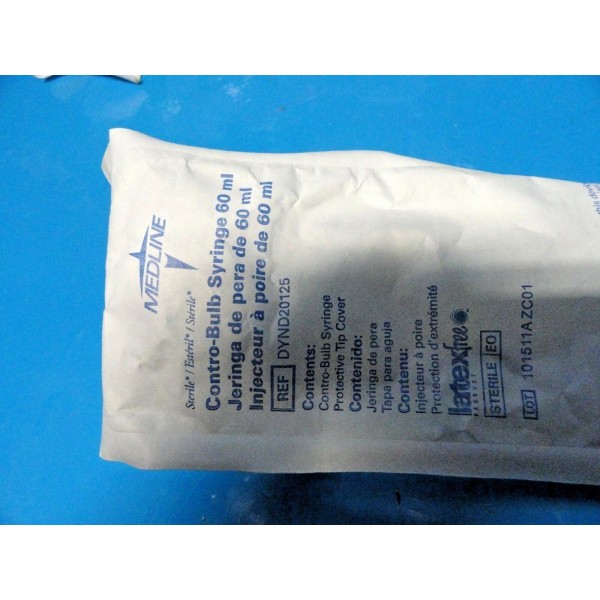 MEDLINE
Sterile* / Estéril* / Stérile*
Contro-Bulb Syringe 60 ml
Jeringa de pera de 60 ml
Injecteur à poire de 60 ml
REF DYND20125
Contents:
Contro-Bulb Syringe
Protective Tip Cover
Contenido:
Jeringa de pera
Tapa para aguja
Contenu:
Injecteur à poire
Protection d'extrémité
latexfree
PRODUCT
STERILE EO
LOT 101511AZC01